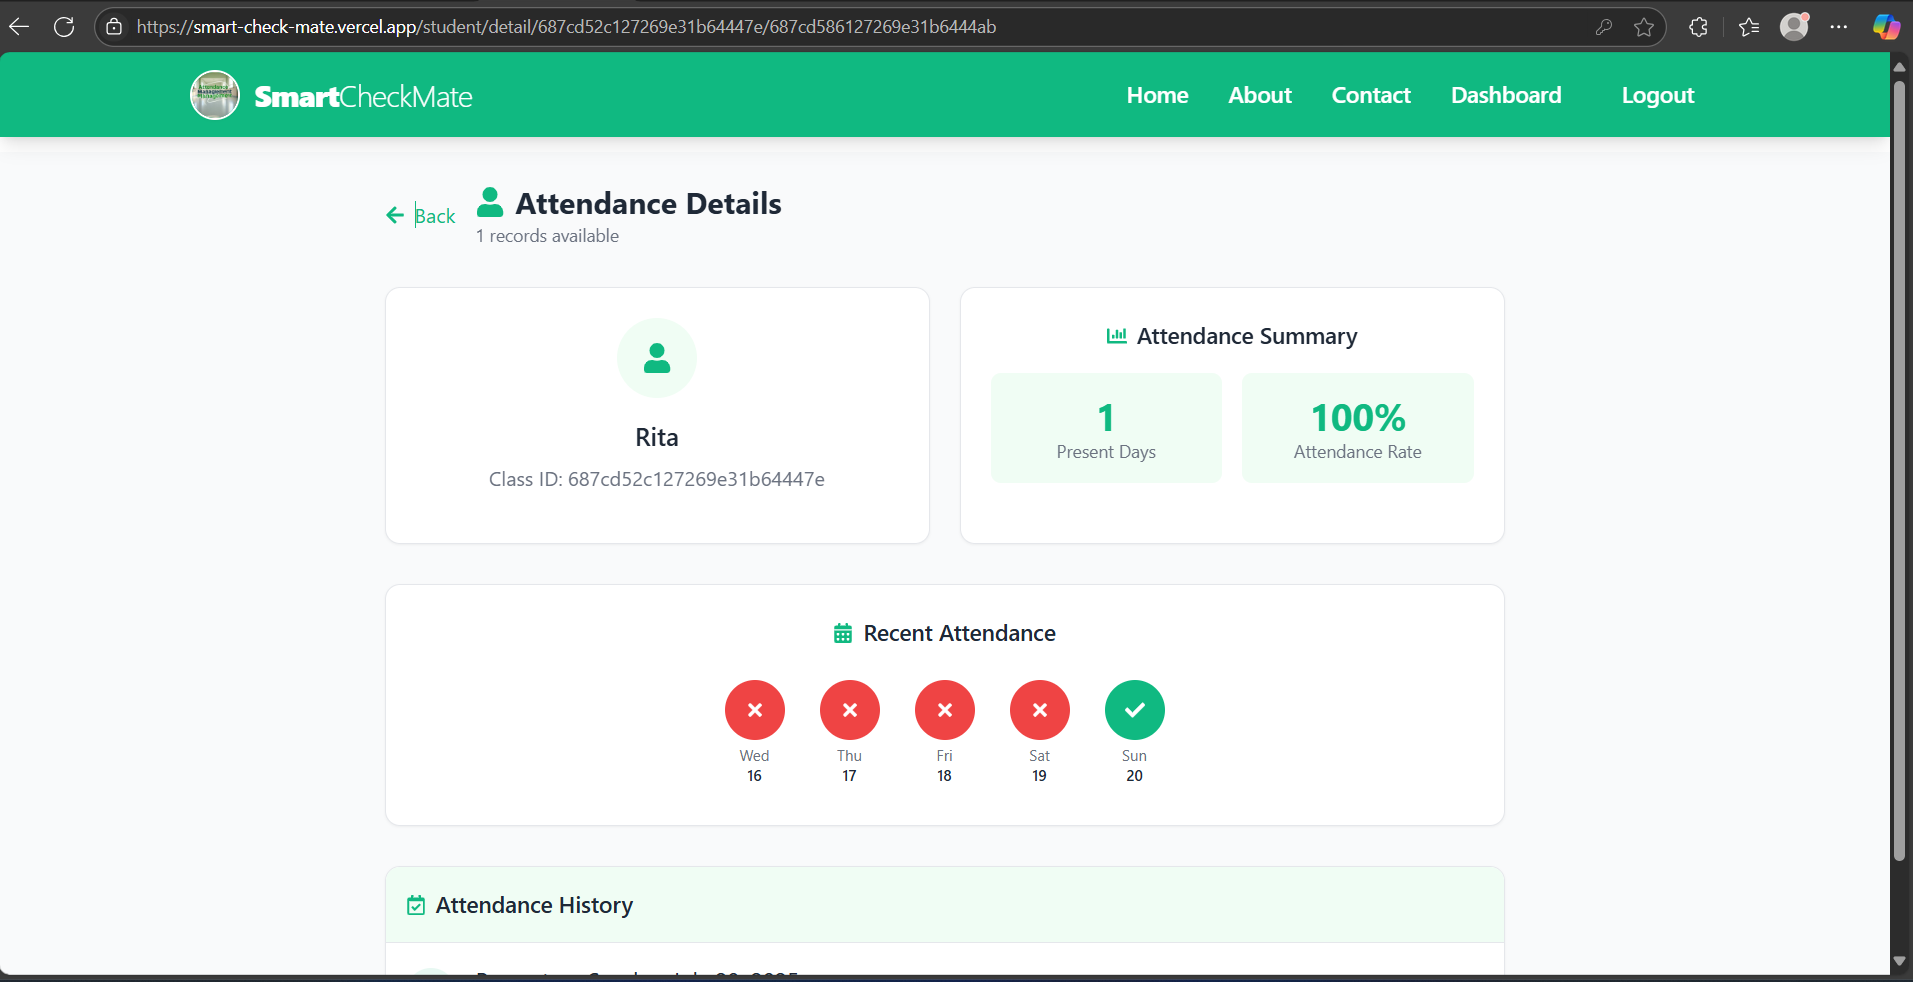 https://smart-check-mate.vercel.app/student/detail/687cd52c127269e31b64447e/687cd586127269e31b6444ab
SmartCheckMate
Home
About
Contact
Dashboard
Logout
Back
Attendance Details
1 records available
Rita
Class ID: 687cd52c127269e31b64447e
Attendance Summary
1
Present Days
100%
Attendance Rate
Recent Attendance
Wed
16
Thu
17
Fri
18
Sat
19
Sun
20
Attendance History